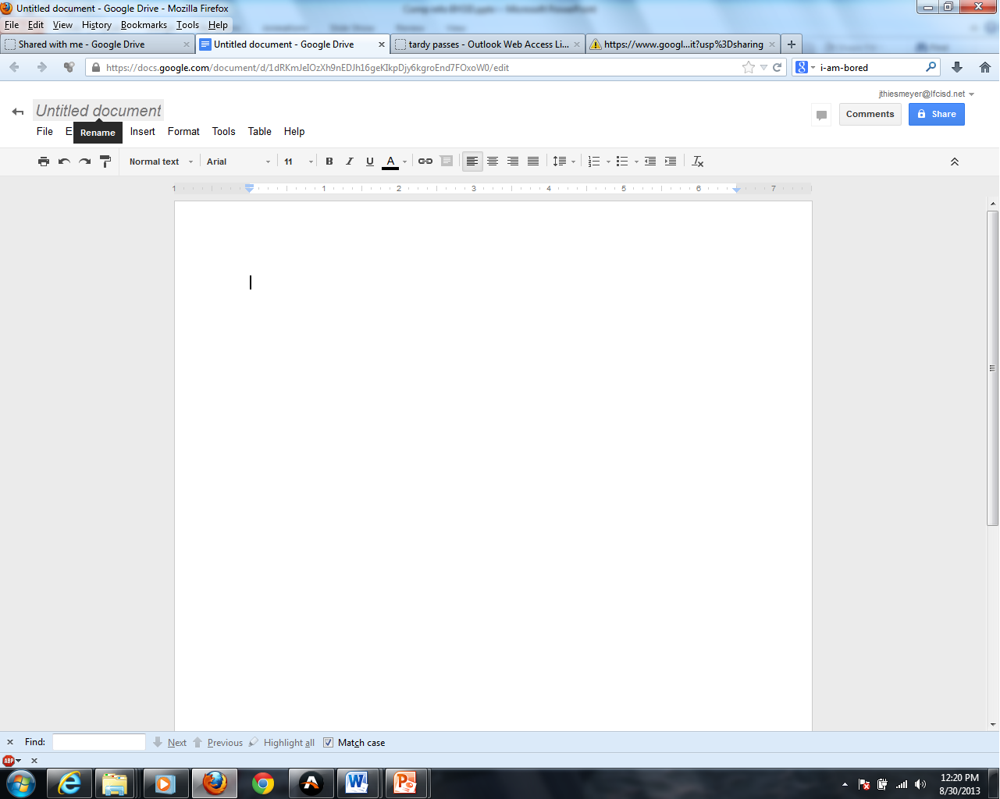 Untitled document - Google Drive - Mozilla Firefox
File Edit View History Bookmarks Tools Help
Shared with me - Google Drive
Untitled document - Google Drive
tardy passes - Outlook Web Access Li...
https://www.googl...it?usp%3Dsharing
https://docs.google.com/document/d/1dRKmJeIOzXh9nEDJh16geKIkpDjy6kgroEnd7FOxoW0/edit
i-am-bored
jthiesmeyer@lfcisd.net
Untitled document
Comments
Share
File E Rename Insert Format Tools Table Help
Normal text Arial 11 B I U A
1 1 2 3 4 5 6 7
Find: Next Previous Highlight all Match case
ABP
12:20 PM
8/30/2013